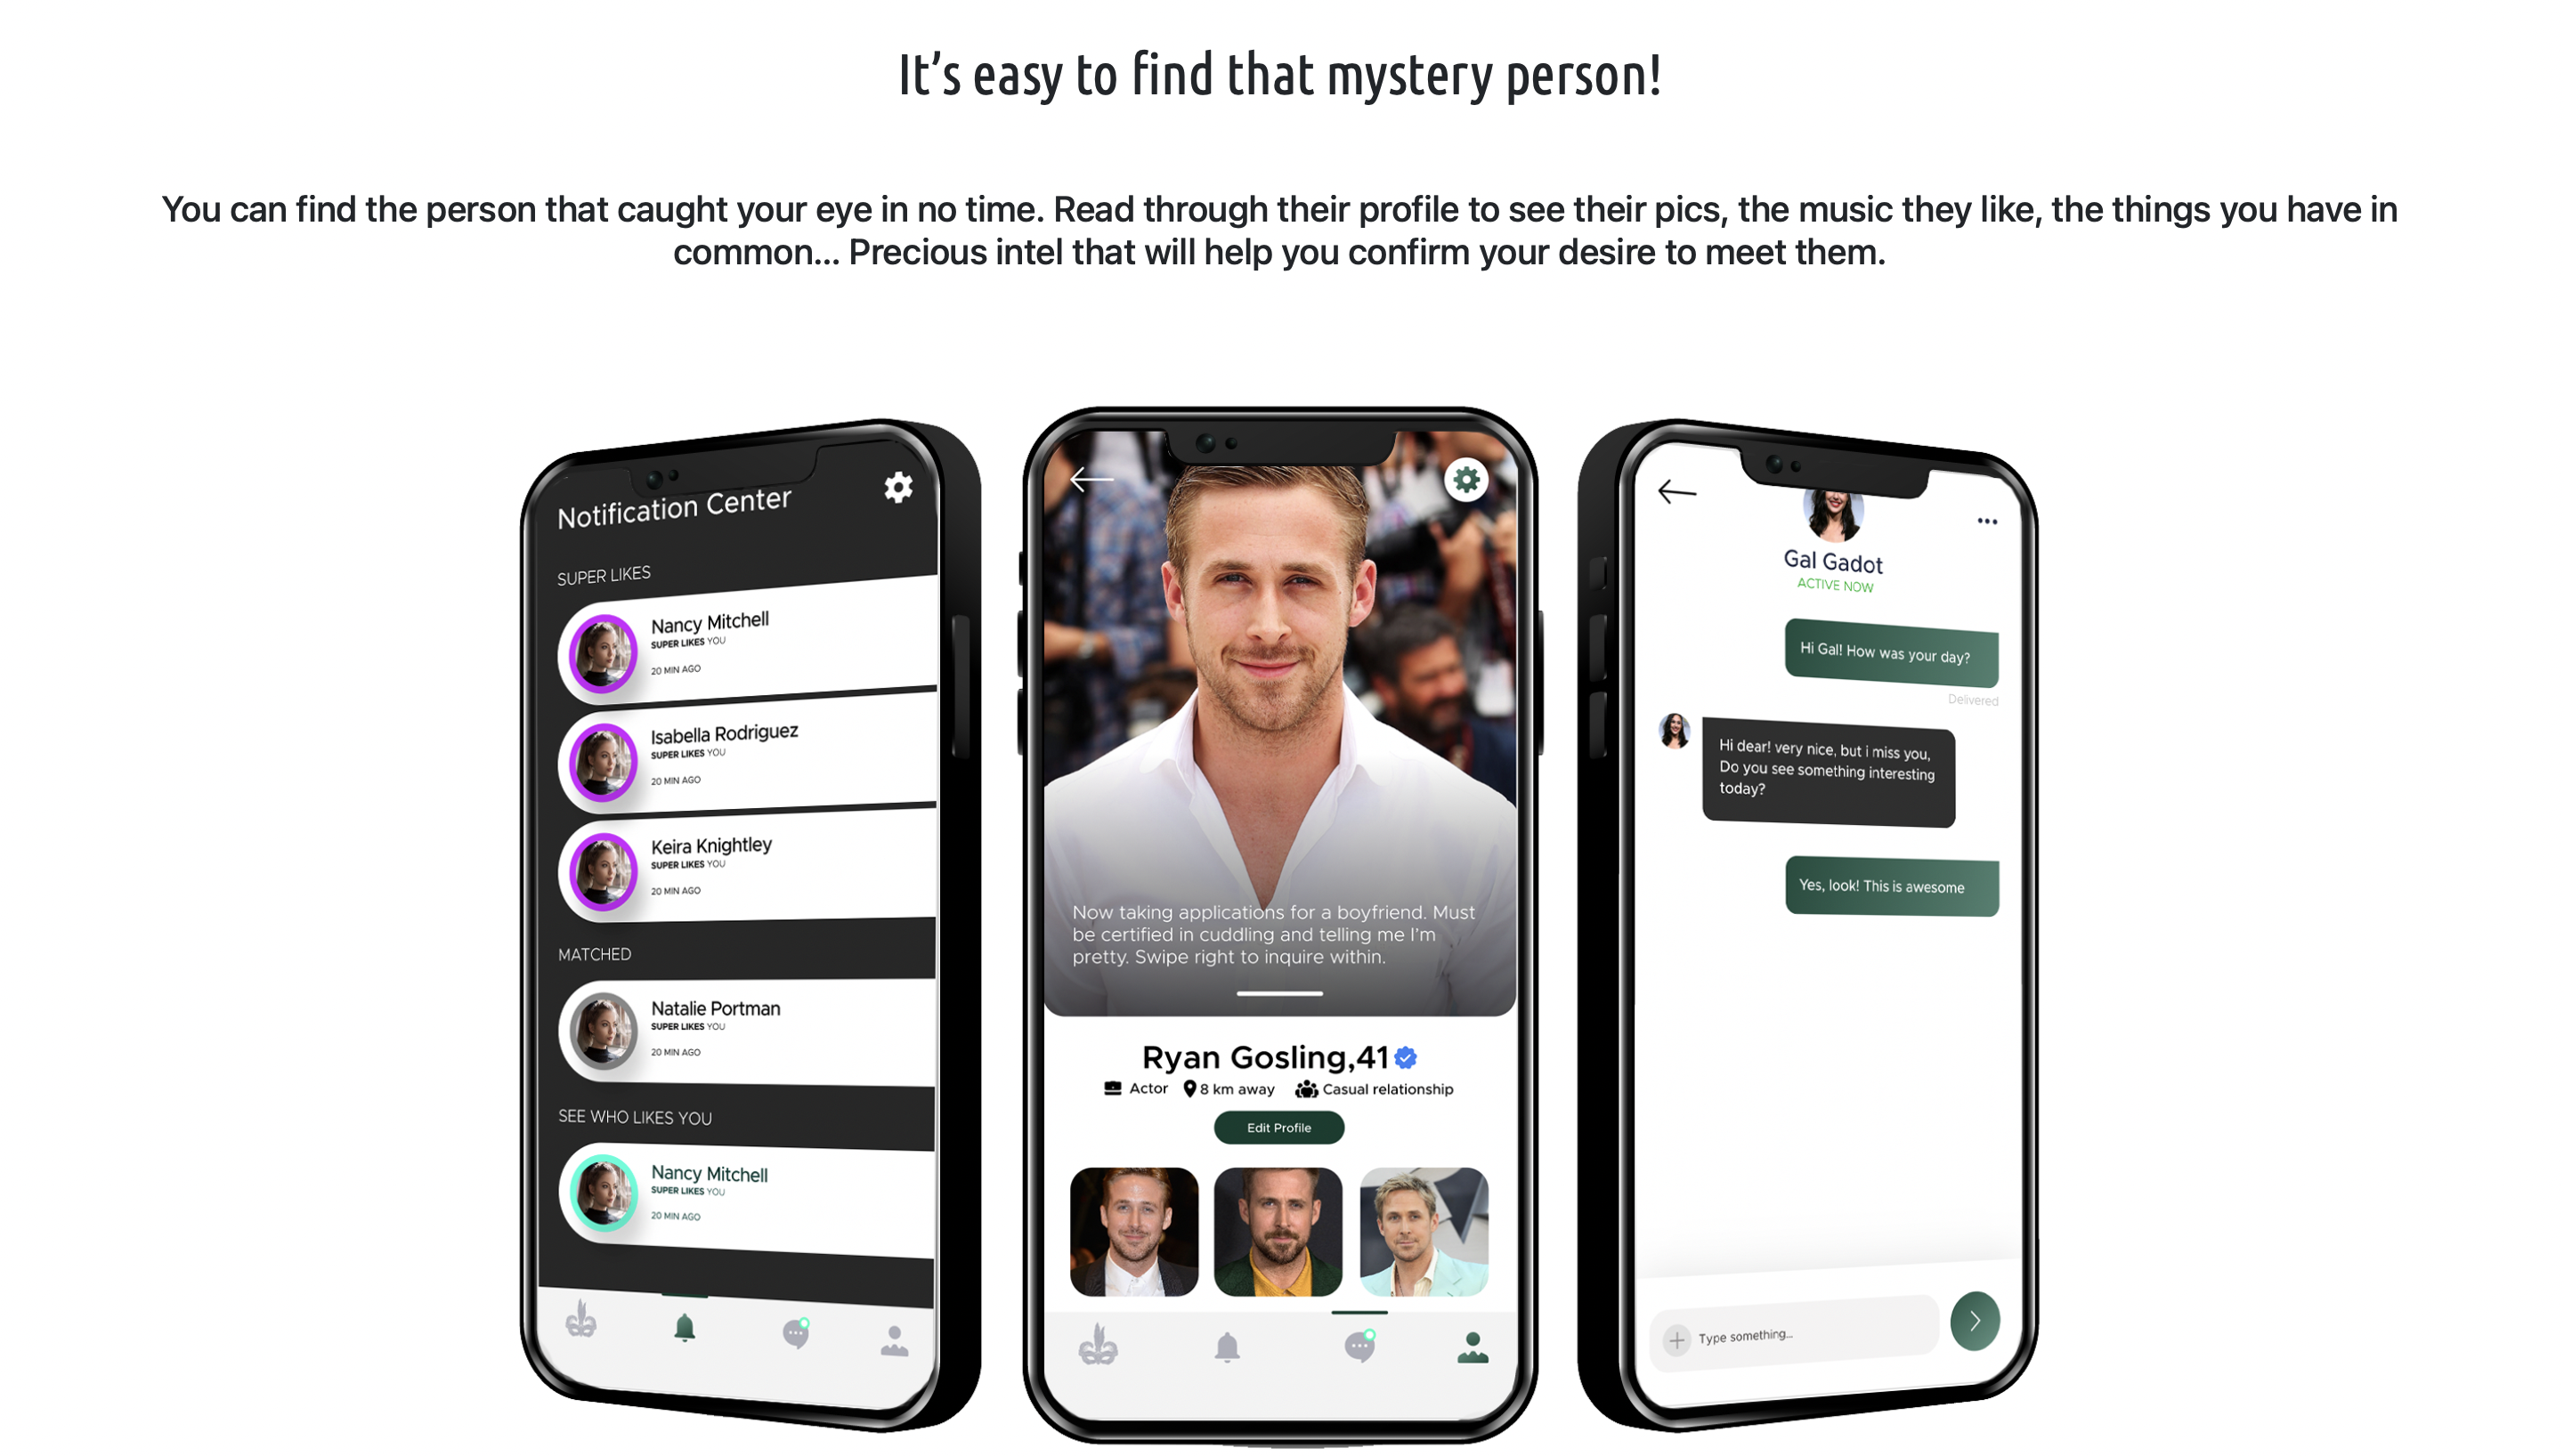 It’s easy to find that mystery person!
You can find the person that caught your eye in no time. Read through their profile to see their pics, the music they like, the things you have in
common... Precious intel that will help you confirm your desire to meet them.
Notification Center
SUPER LIKES
Nancy Mitchell
SUPER LIKES YOU
20 MIN AGO
Isabella Rodriguez
SUPER LIKES YOU
20 MIN AGO
Keira Knightley
SUPER LIKES YOU
20 MIN AGO
MATCHED
Natalie Portman
SUPER LIKES YOU
20 MIN AGO
SEE WHO LIKES YOU
Nancy Mitchell
SUPER LIKES YOU
20 MIN AGO
Now taking applications for a boyfriend. Must
be certified in cuddling and telling me I'm
pretty. Swipe right to inquire within.
Ryan Gosling,41
Actor 8 km away Casual relationship
Edit Profile
Gal Gadot
ACTIVE NOW
Hi Gal! How was your day?
Delivered
Hi dear! very nice, but i miss you,
Do you see something interesting
today?
Yes, look! This is awesome
Type something...